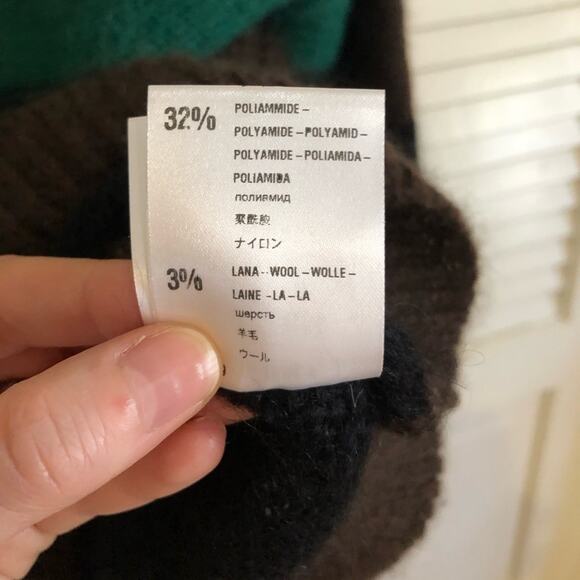 32%
POLIAMMIDE -
POLYAMIDE - POLYAMID -
POLYAMIDE - POLIAMIDA -
POLIAMIDA
полиамид
聚酰胺
ナイロン
3%
LANA -- WOOL - WOLLE -
LAINE - LA - LA
шерсть
羊毛
ウール